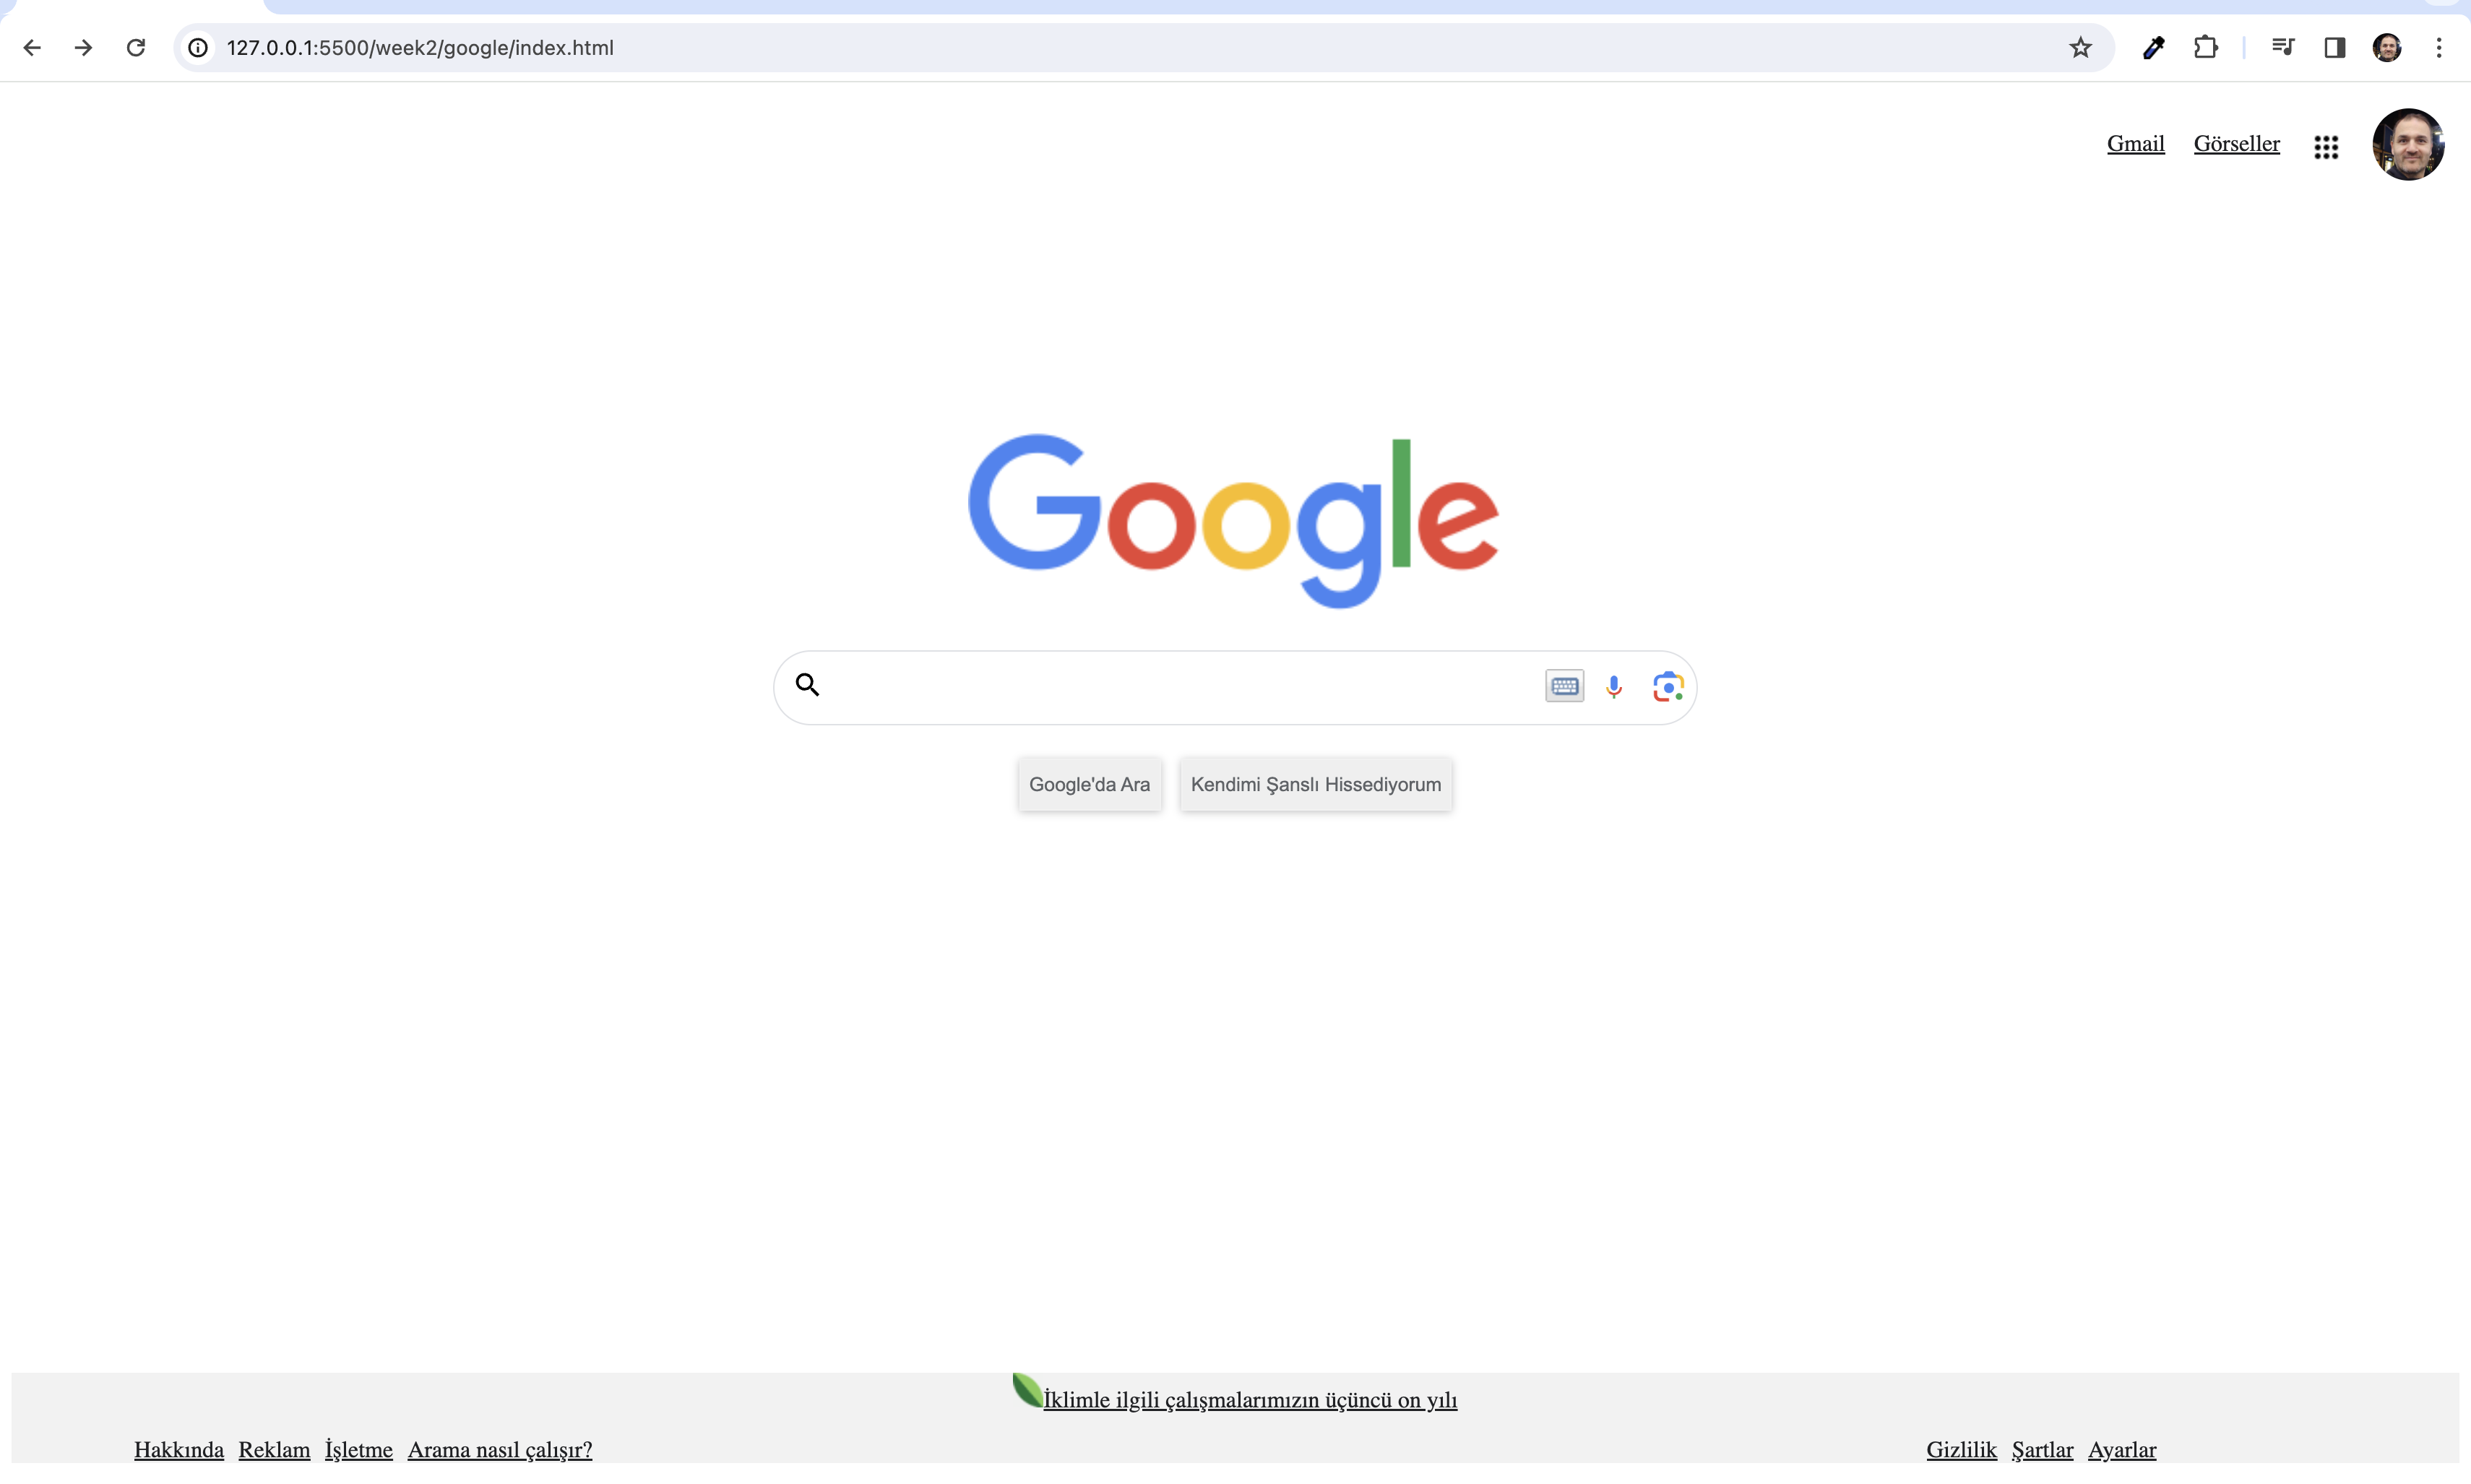 127.0.0.1:5500/week2/google/index.html
Gmail Görseller
Google
Google'da Ara Kendimi Şanslı Hissediyorum
İklimle ilgili çalışmalarımızın üçüncü on yılı
Hakkında Reklam İşletme Arama nasıl çalışır? Gizlilik Şartlar Ayarlar